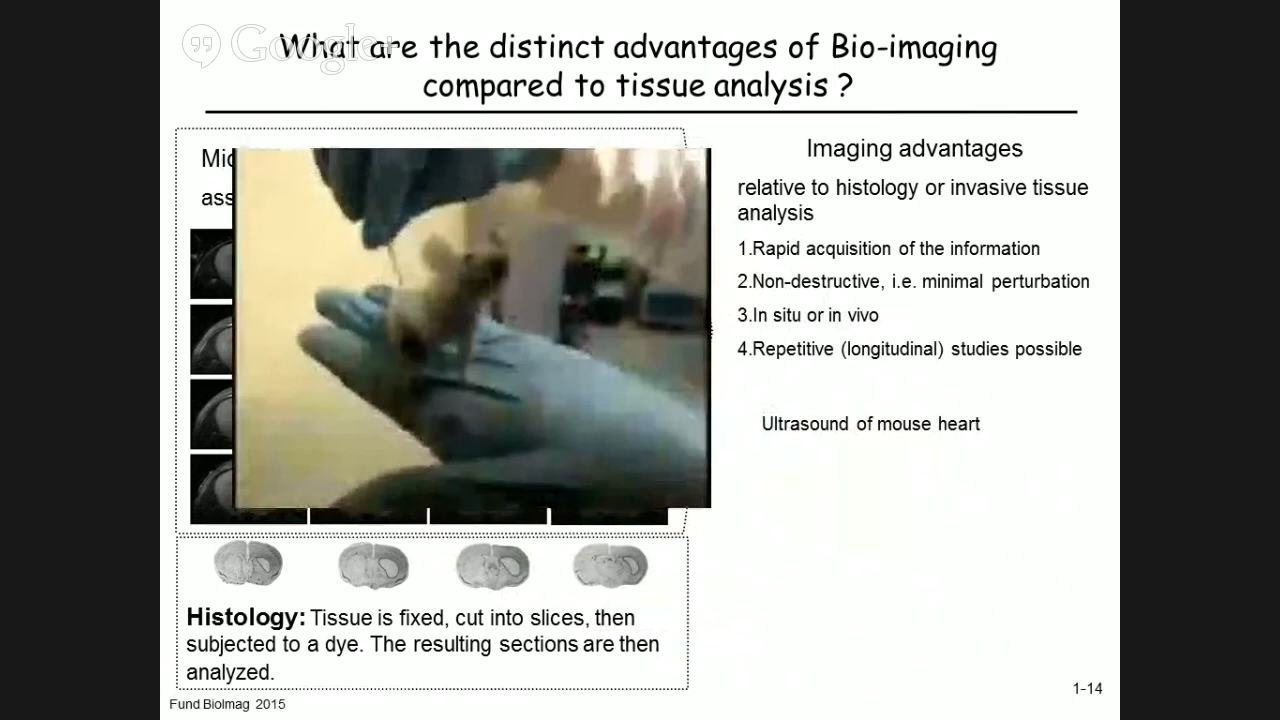 Google+
What are the distinct advantages of Bio-imaging
compared to tissue analysis ?
Imaging advantages
relative to histology or invasive tissue
analysis
1.Rapid acquisition of the information
2.Non-destructive, i.e. minimal perturbation
3.In situ or in vivo
4.Repetitive (longitudinal) studies possible
Ultrasound of mouse heart
Histology: Tissue is fixed, cut into slices, then
subjected to a dye. The resulting sections are then
analyzed.
1-14
Fund BioImag 2015